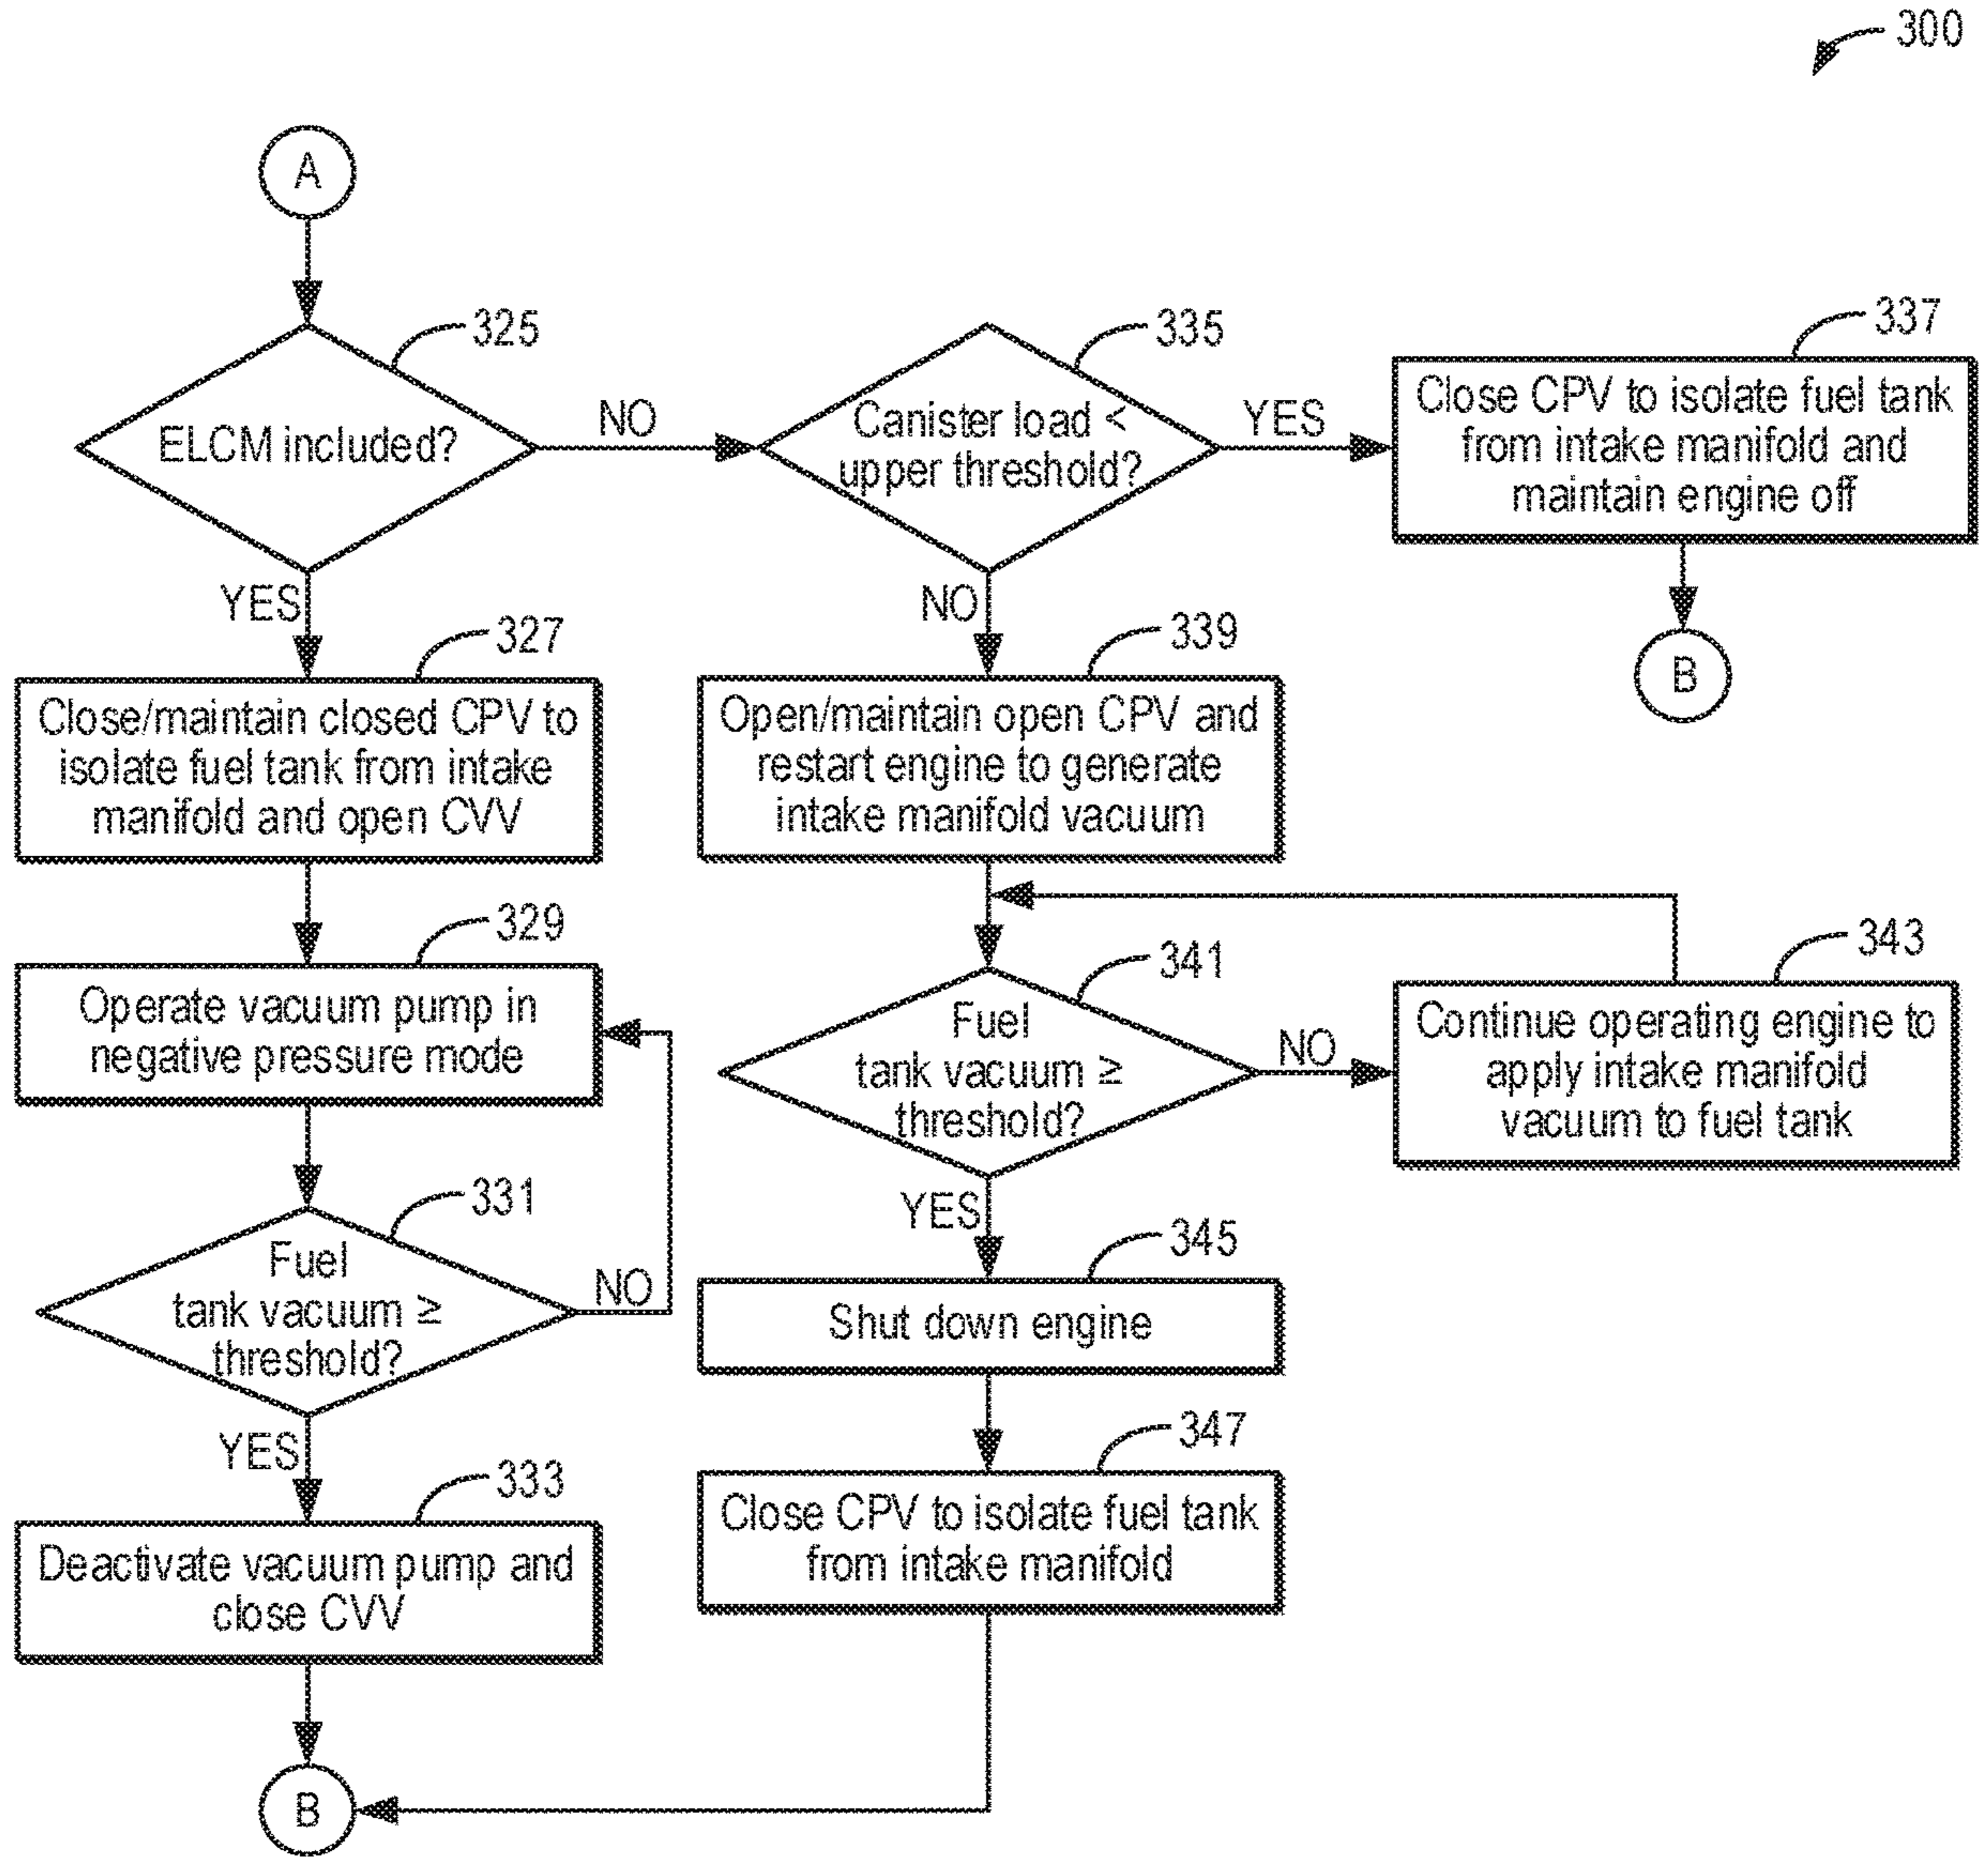 300
A
325
ELCM included?
NO
YES
335
Canister load <
upper threshold?
YES
NO
337
Close CPV to isolate fuel tank
from intake manifold and
maintain engine off
B
327
Close/maintain closed CPV to
isolate fuel tank from intake
manifold and open CVV
339
Open/maintain open CPV and
restart engine to generate
intake manifold vacuum
329
Operate vacuum pump in
negative pressure mode
341
Fuel
tank vacuum ≥
threshold?
NO
YES
343
Continue operating engine to
apply intake manifold
vacuum to fuel tank
331
Fuel
tank vacuum ≥
threshold?
NO
YES
345
Shut down engine
333
Deactivate vacuum pump and
close CVV
347
Close CPV to isolate fuel tank
from intake manifold
B